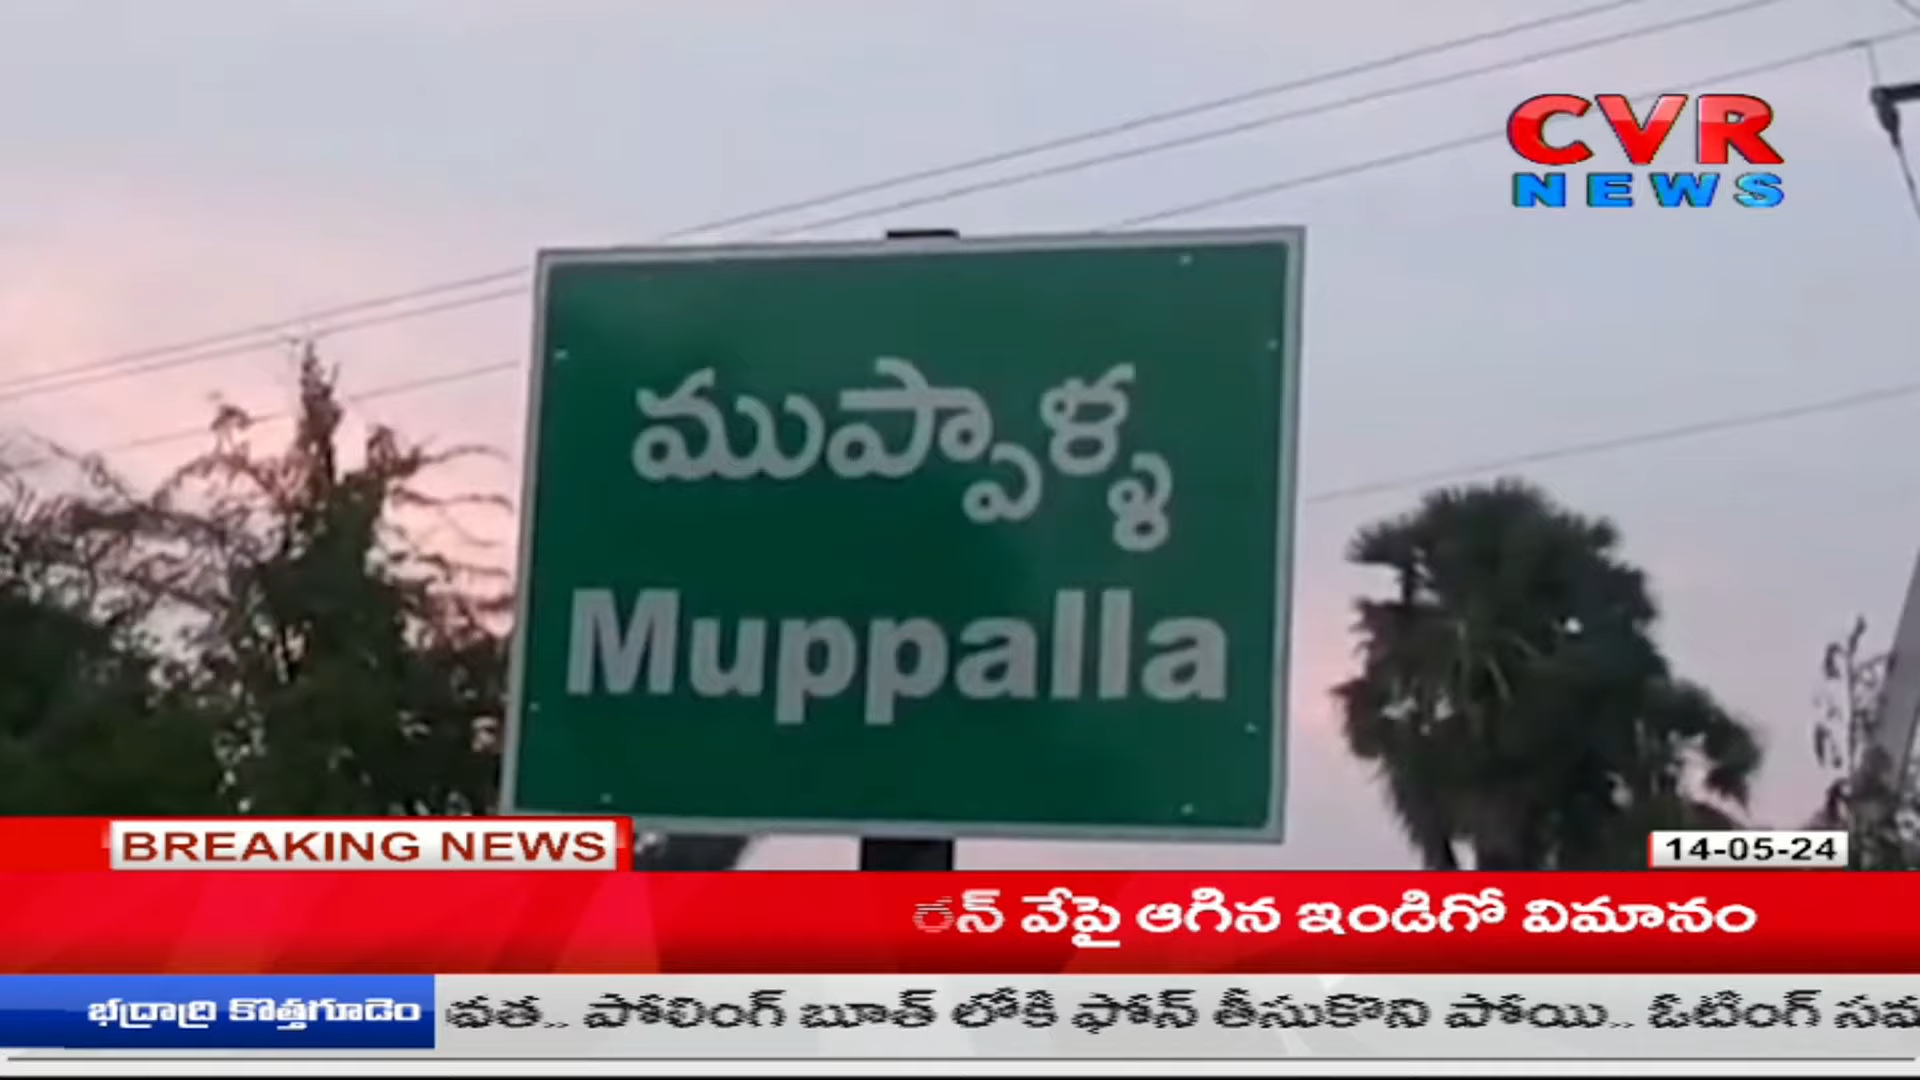 CVR
NEWS
ముప్పాళ్ళ
Muppalla
BREAKING NEWS
14-05-24
వేపై ఆగిన ఇండిగో విమానం
భద్రాద్రి కొత్తగూడెం
పోలింగ్ బూత్ లోకి ఫోన్ తీసుకొని పోయి.. ఓటింగ్